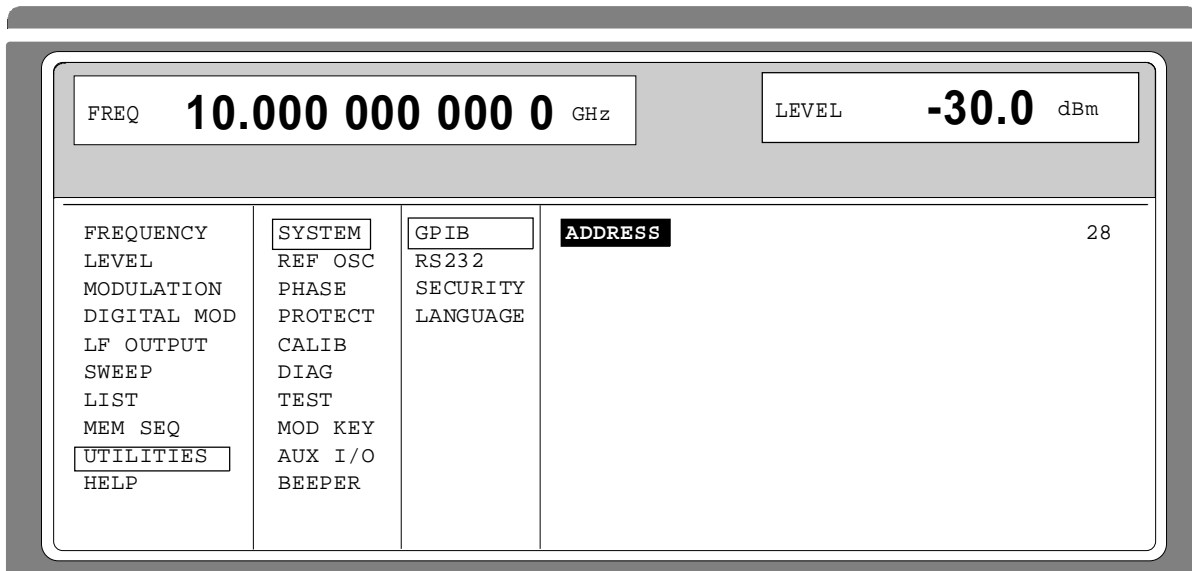 FREQ 10.000 000 000 0 GHz
LEVEL -30.0 dBm
FREQUENCY
LEVEL
MODULATION
DIGITAL MOD
LF OUTPUT
SWEEP
LIST
MEM SEQ
UTILITIES
HELP
SYSTEM
REF OSC
PHASE
PROTECT
CALIB
DIAG
TEST
MOD KEY
AUX I/O
BEEPER
GPIB
RS232
SECURITY
LANGUAGE
ADDRESS 28